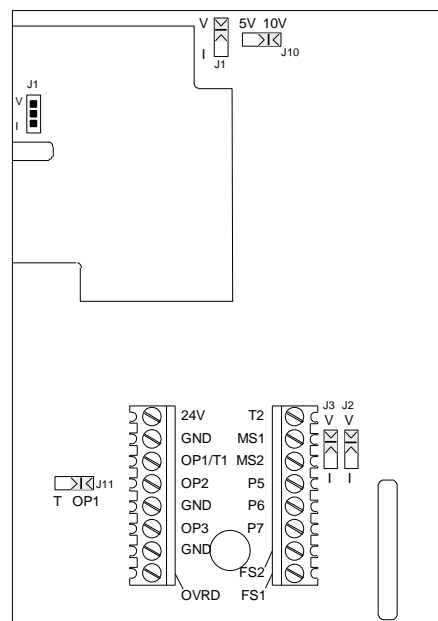 V 5V 10V
J10
I J1
J1
V
I
J3 J2
V V
24V T2
GND MS1
OP1/T1 MS2
I I
J11
OP2 P5
T OP1
GND P6
OP3 P7
GND
FS2
OVRD FS1